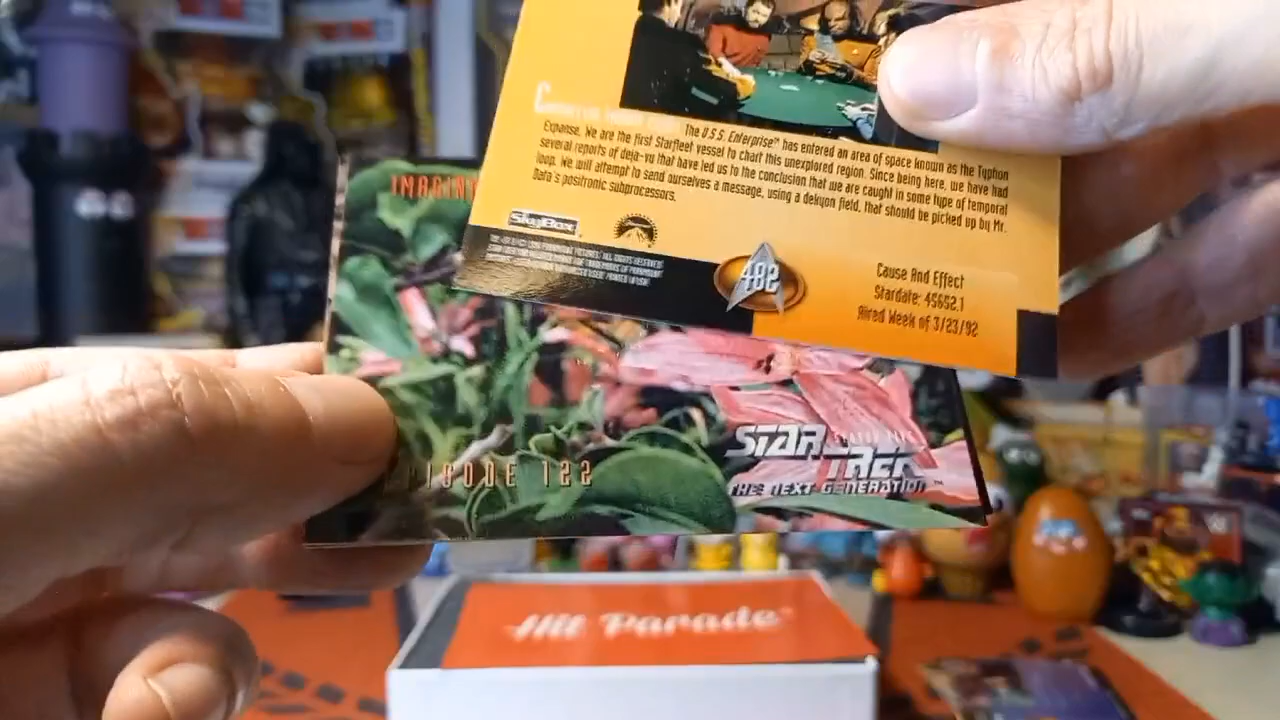 The U.S.S. Enterprise™ has entered an area of space known as the Typhon
Expanse. We are the first Starfleet vessel to chart this unexplored region. Since being here, we have had
several reports of deja-vu that have led us to the conclusion that we are caught in some type of temporal
loop. We will attempt to send ourselves a message, using a dekyon field, that should be picked up by Mr.
Data's positronic subprocessors.
SkyBox
482
Cause And Effect
Stardate: 45652.1
Aired Week of 3/23/92
STAR TREK
THE NEXT GENERATION™
122
Hit Parade